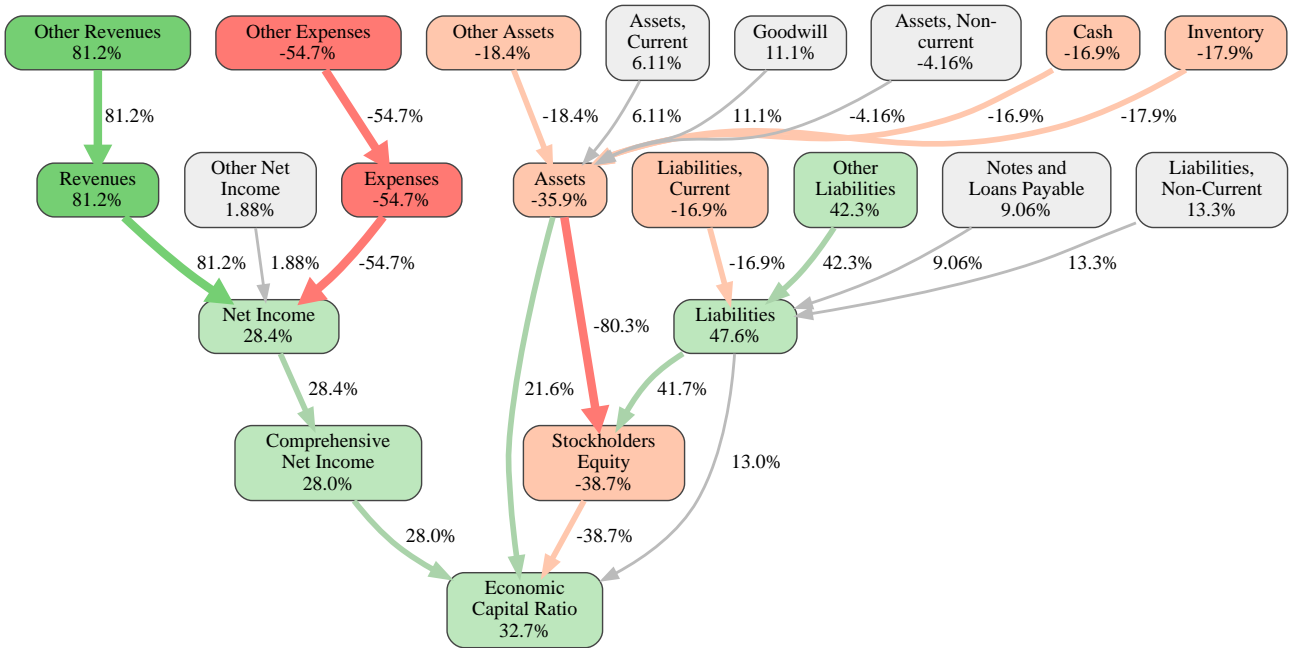 Other Revenues
81.2%
Other Expenses
-54.7%
Other Assets
-18.4%
Assets,
Current
6.11%
Goodwill
11.1%
Assets, Non-
current
-4.16%
Cash
-16.9%
Inventory
-17.9%
81.2%
-54.7%
-18.4%
6.11%
11.1%
-4.16%
-16.9%
-17.9%
Revenues
81.2%
Other Net
Income
1.88%
Expenses
-54.7%
Assets
-35.9%
Liabilities,
Current
-16.9%
Other
Liabilities
42.3%
Notes and
Loans Payable
9.06%
Liabilities,
Non-Current
13.3%
81.2%
1.88%
-54.7%
-16.9%
42.3%
9.06%
13.3%
Net Income
28.4%
-80.3%
Liabilities
47.6%
28.4%
21.6%
41.7%
Comprehensive
Net Income
28.0%
Stockholders
Equity
-38.7%
13.0%
28.0%
-38.7%
Economic
Capital Ratio
32.7%